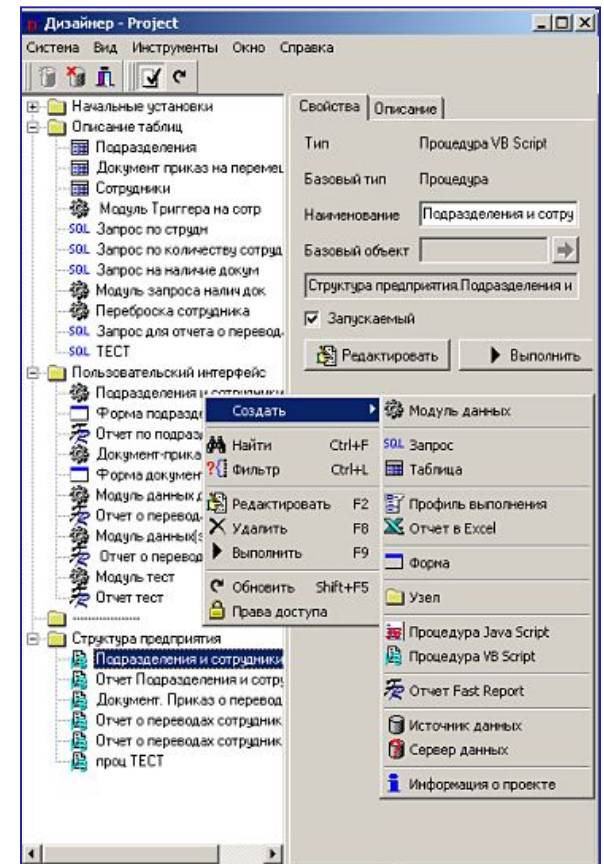 Дизайнер - Project
Система Вид Инструменты Окно Справка
Начальные установки
Описание таблиц
Подразделения
Документ приказ на перемещ
Сотрудники
Модуль Триггера на сотр
SQL Запрос по струдн
SQL Запрос по количеству сотруд
SQL Запрос на наличие докум
Модуль запроса налич док
Переброска сотрудника
SQL Запрос для отчета о перевод
SQL ТЕСТ
Пользовательский интерфейс
Подразделения и сотрудники
Форма подразде
Отчет по подраз
Документ-прика
Форма документ
Модуль данных д
Отчет о перевод
Модуль данных(з
Отчет о перевод
Модуль тест
Отчет тест
Структура предприятия
Подразделения и сотрудники
Отчет Подразделения и сотру
Документ. Приказ о перевод
Отчет о переводах сотрудник
Отчет о переводах сотрудник
проц ТЕСТ
Свойства Описание
Тип Процедура VB Script
Базовый тип Процедура
Наименование Подразделения и сотру
Базовый объект
Структура предприятия.Подразделения и
Запускаемый
Редактировать Выполнить
Создать
Найти Ctrl+F
Фильтр Ctrl+L
Редактировать F2
Удалить F8
Выполнить F9
Обновить Shift+F5
Права доступа
Модуль данных
SQL Запрос
Таблица
Профиль выполнения
Отчет в Excel
Форма
Узел
Процедура Java Script
Процедура VB Script
Отчет Fast Report
Источник данных
Сервер данных
Информация о проекте